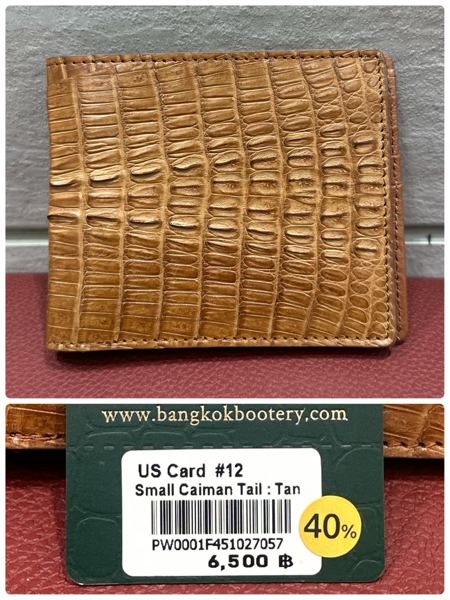 www.bangkokbootery.com
US Card #12
Small Caiman Tail : Tan
40%
PW0001F451027057
6,500 ฿